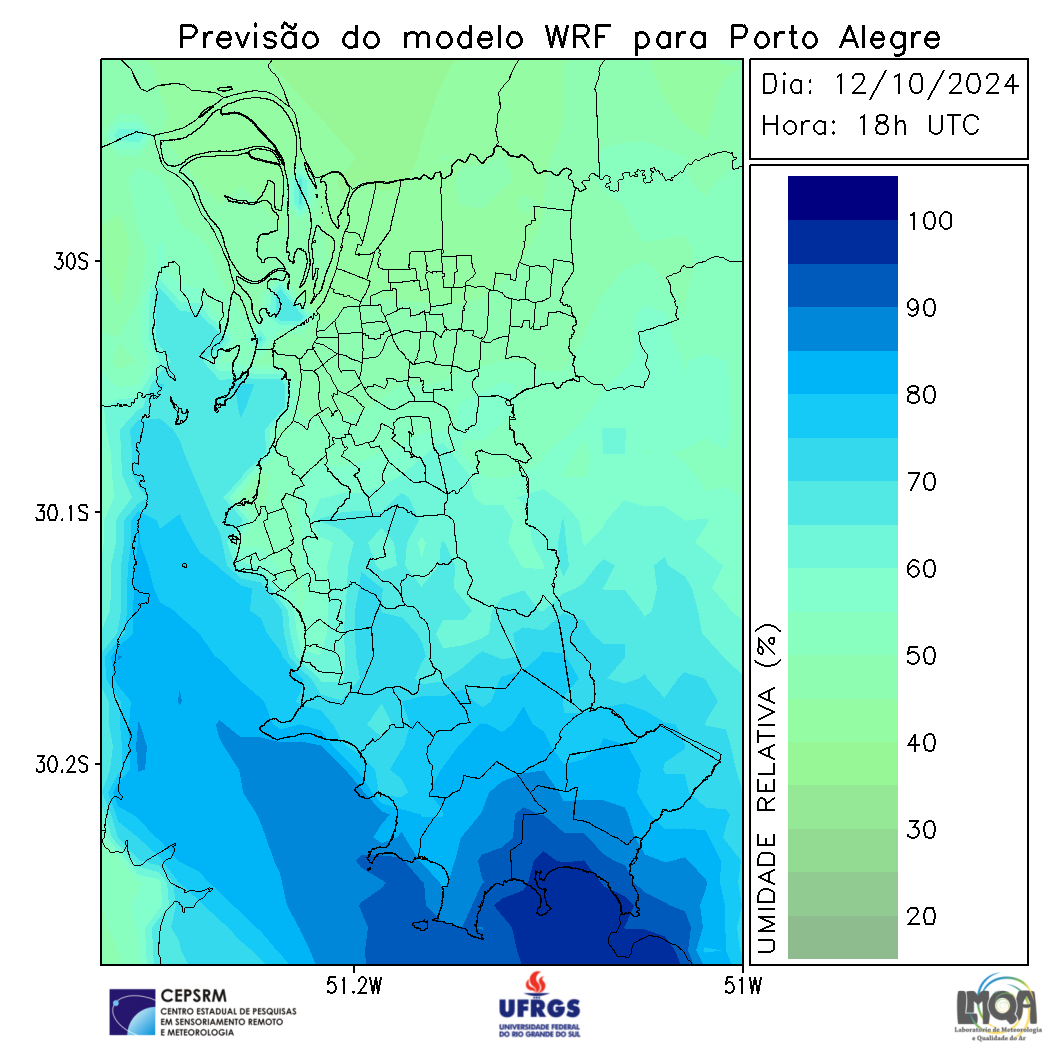 Previsão do modelo WRF para Porto Alegre
Dia: 12/10/2024
Hora: 18h UTC
30S
30.1S
30.2S
51.2W
51W
UMIDADE RELATIVA (%)
100
90
80
70
60
50
40
30
20
CEPSRM
CENTRO ESTADUAL DE PESQUISAS
EM SENSORIAMENTO REMOTO
E METEOROLOGIA
UFRGS
UNIVERSIDADE FEDERAL
DO RIO GRANDE DO SUL
LMQA
Laboratório de Meteorologia
e Qualidade do Ar